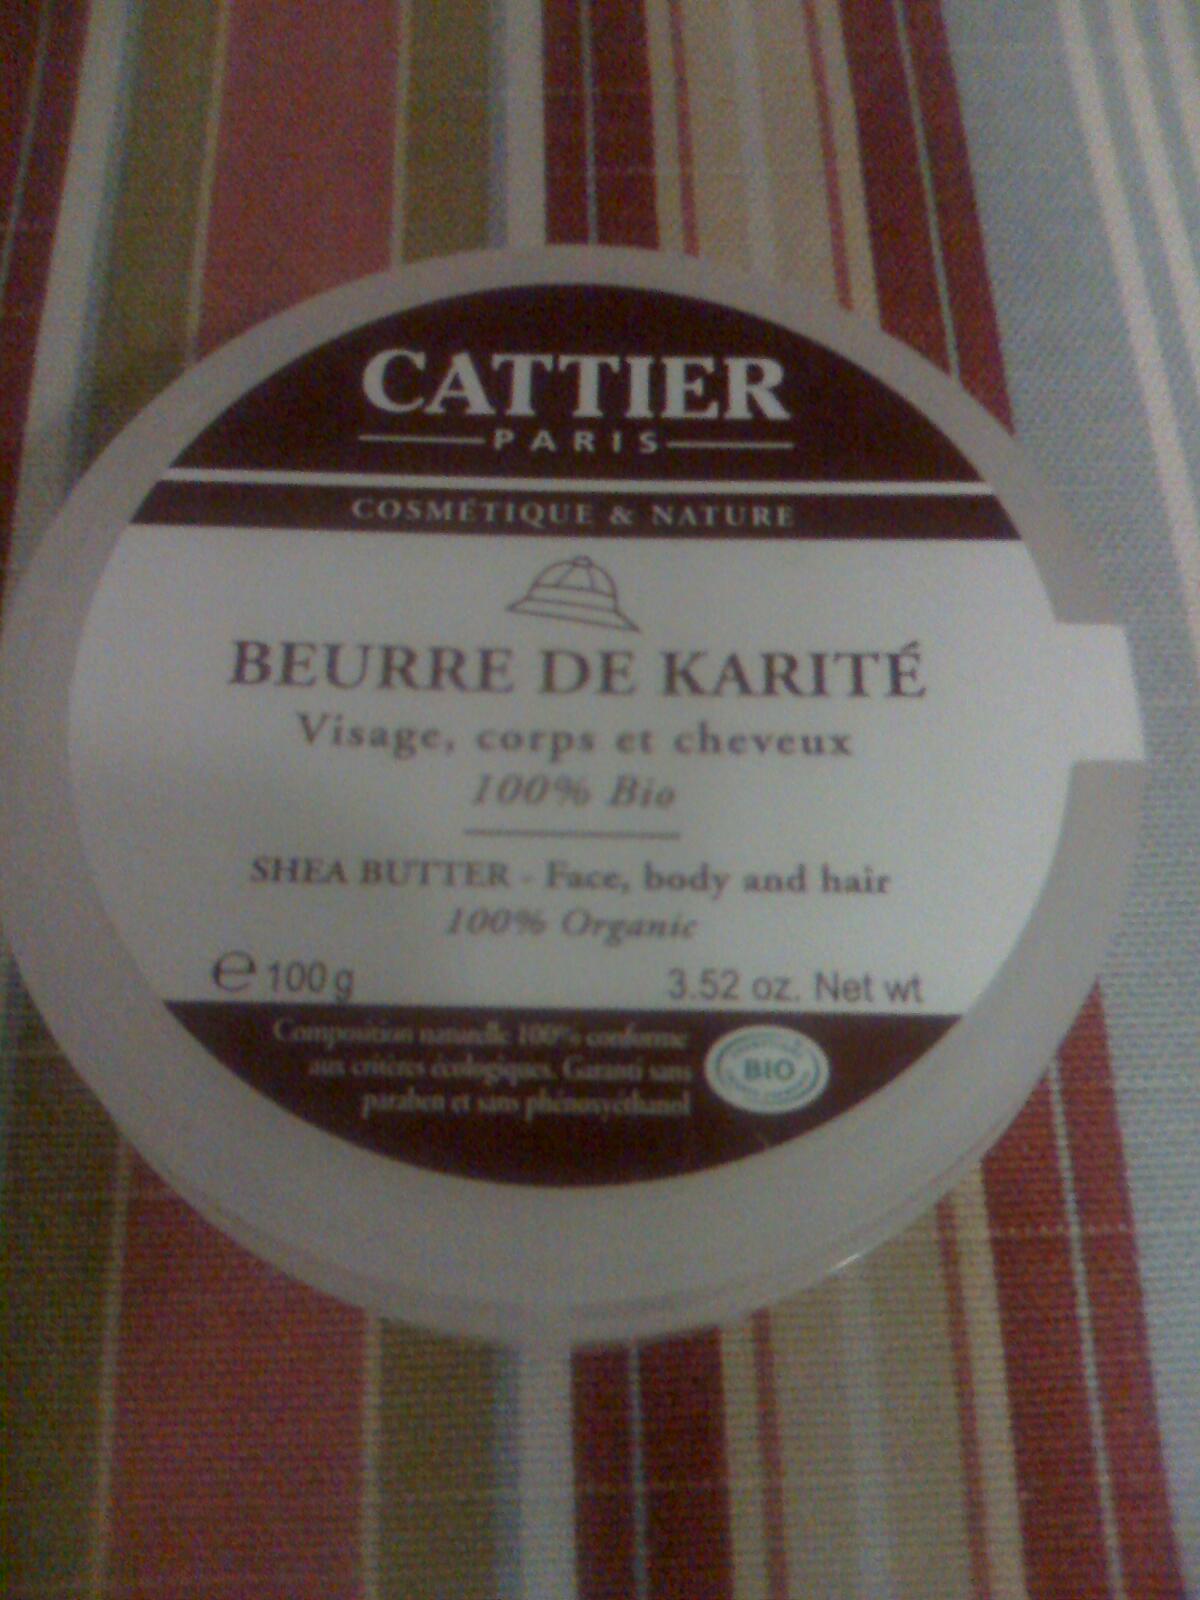 CATTIER
PARIS
COSMÉTIQUE & NATURE
BEURRE DE KARITÉ
Visage, corps et cheveux
100% Bio
SHEA BUTTER - Face, body and hair
100% Organic
℮ 100 g 3.52 oz. Net wt
Composition naturelle 100% conforme
aux critères écologiques. Garanti sans
paraben et sans phénoxyéthanol
BIO